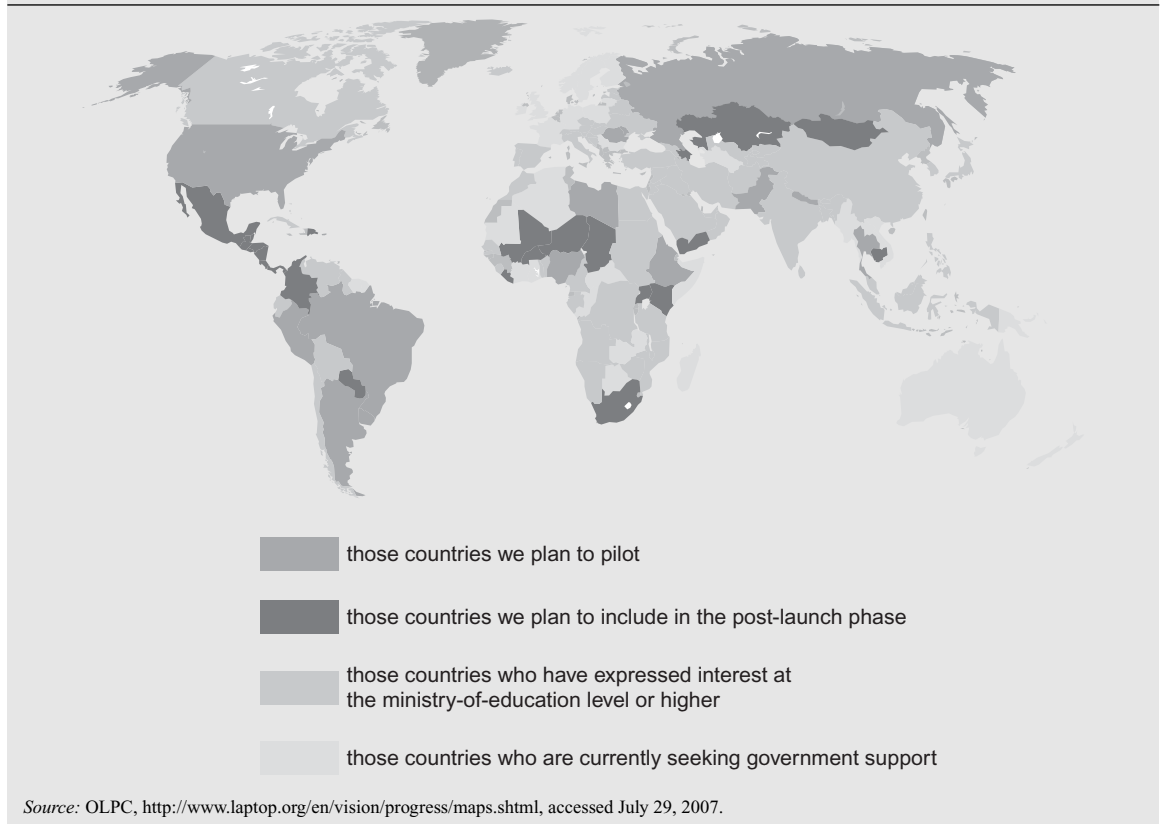 those countries we plan to pilot
those countries we plan to include in the post-launch phase
those countries who have expressed interest at
the ministry-of-education level or higher
those countries who are currently seeking government support
Source: OLPC, http://www.laptop.org/en/vision/progress/maps.shtml, accessed July 29, 2007.